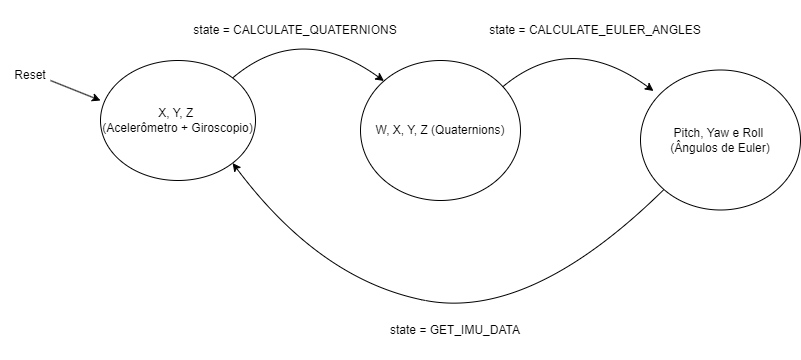 state = CALCULATE_QUATERNIONS
state = CALCULATE_EULER_ANGLES
Reset
X, Y, Z
(Acelerômetro + Giroscopio)
W, X, Y, Z (Quaternions)
Pitch, Yaw e Roll
(Ângulos de Euler)
state = GET_IMU_DATA